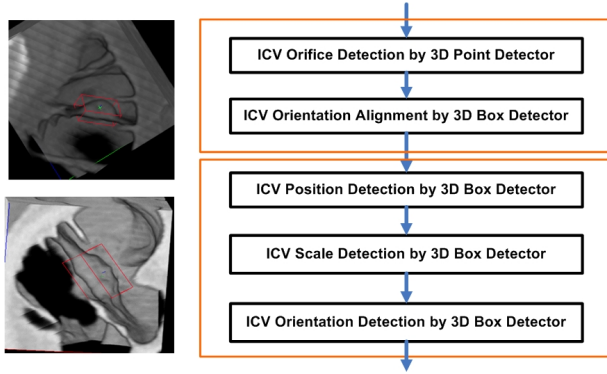 ICV Orifice Detection by 3D Point Detector
ICV Orientation Alignment by 3D Box Detector
ICV Position Detection by 3D Box Detector
ICV Scale Detection by 3D Box Detector
ICV Orientation Detection by 3D Box Detector